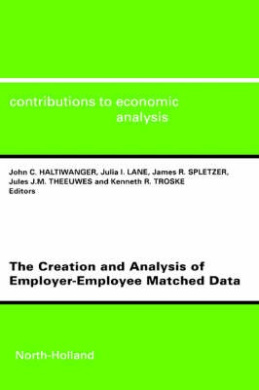 contributions to economic
analysis
John C. HALTIWANGER, Julia I. LANE, James R. SPLETZER,
Jules J.M. THEEUWES and Kenneth R. TROSKE
Editors
The Creation and Analysis of
Employer-Employee Matched Data
North-Holland